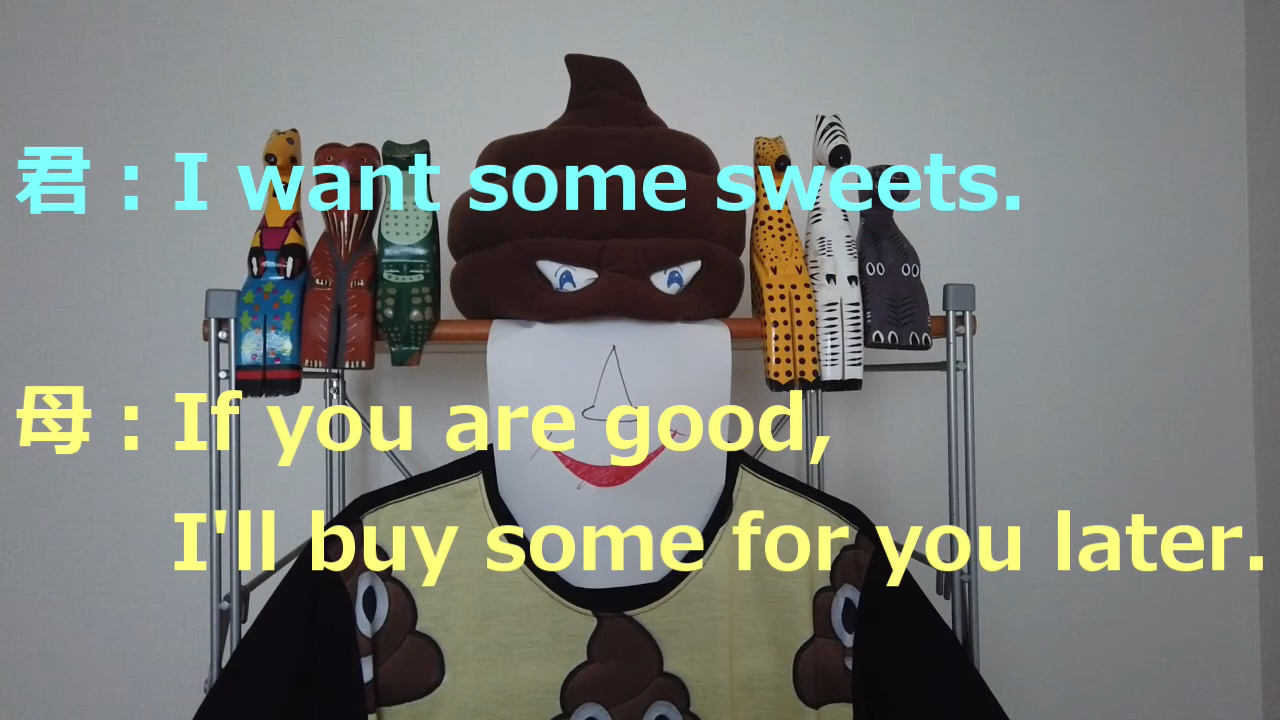 君：I want some sweets.
母：If you are good,
I'll buy some for you later.